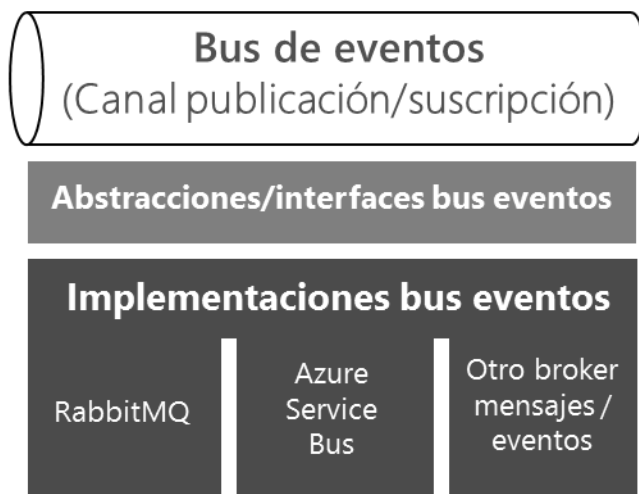 Bus de eventos
(Canal publicación/suscripción)
Abstracciones/interfaces bus eventos
Implementaciones bus eventos
RabbitMQ
Azure
Service
Bus
Otro broker
mensajes /
eventos